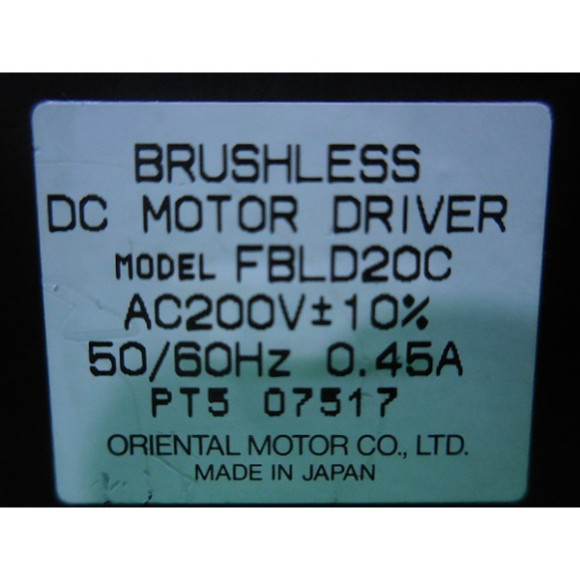 BRUSHLESS
DC MOTOR DRIVER
MODEL FBLD20C
AC200V±10%
50/60Hz 0.45A
PT5 07517
ORIENTAL MOTOR CO., LTD.
MADE IN JAPAN